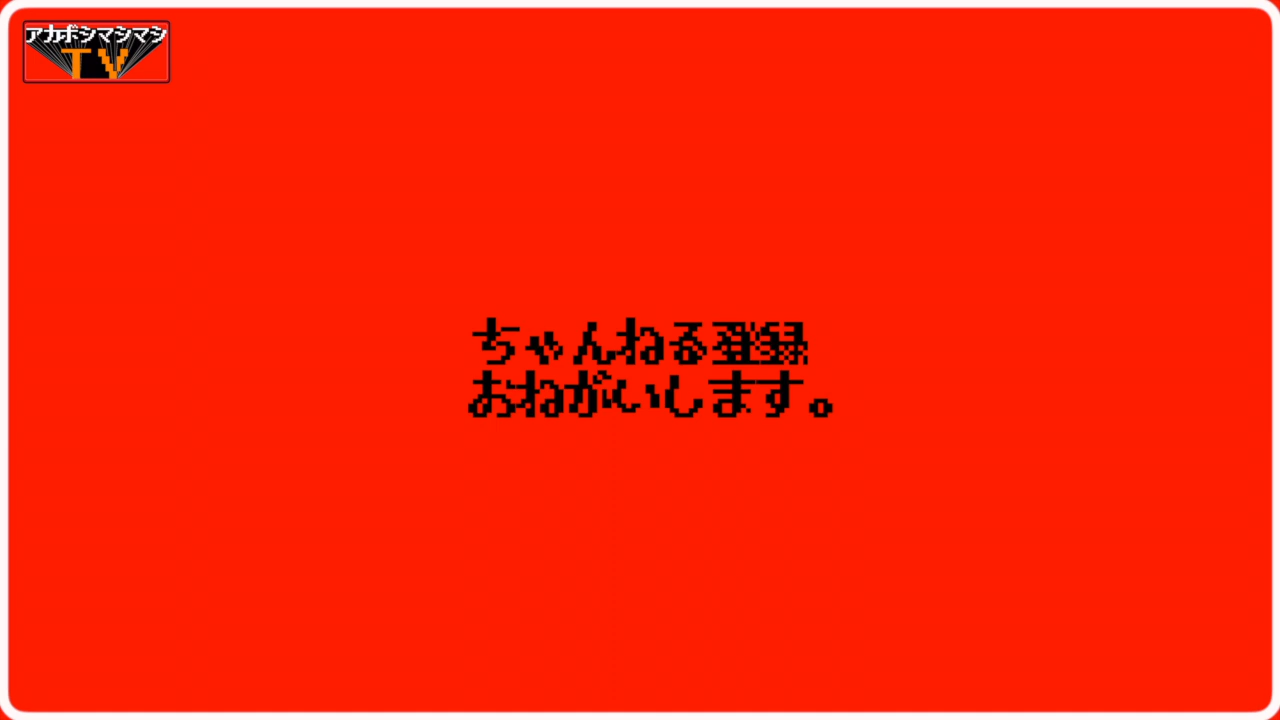 アカボシマシマシ
TV
ちゃんねる登録
おねがいします。